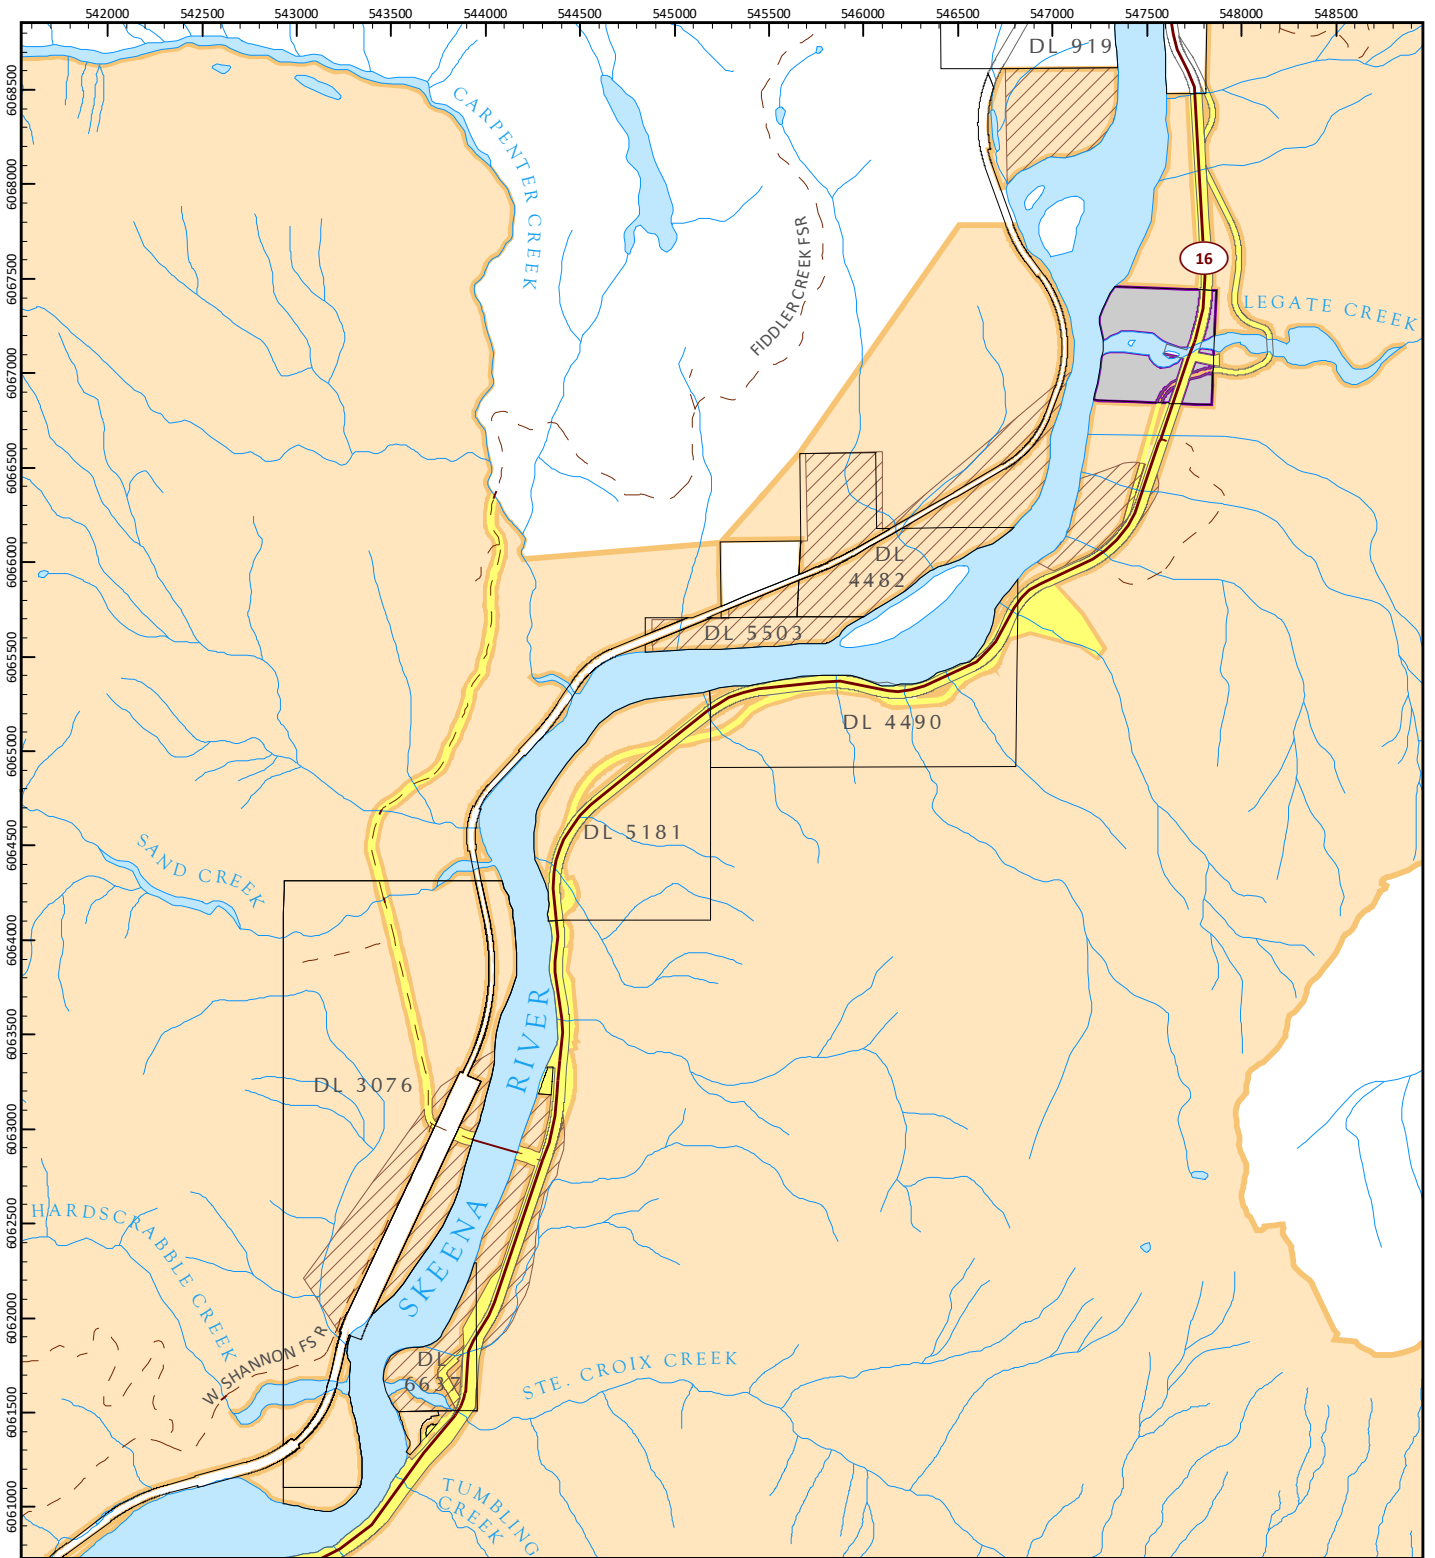 542000 542500 543000 543500 544000 544500 545000 545500 546000 546500 547000 547500 548000 548500
DL 919
6068500
CARPENTER CREEK
6068000
FIDDLER CREEK FSR
16
6067500
LEGATE CREEK
6067000
6066500
6066000
DL
4482
6065500
DL 5503
DL 4490
6065000
6064500
DL 5181
SAND CREEK
6064000
6063500
SKEENA RIVER
DL 3076
6063000
6062500
HARDSCRABBLE CREEK
6062000
W. SHANNON FS R
DL
6637
STE. CROIX CREEK
6061500
6061000
TUMBLING
CREEK